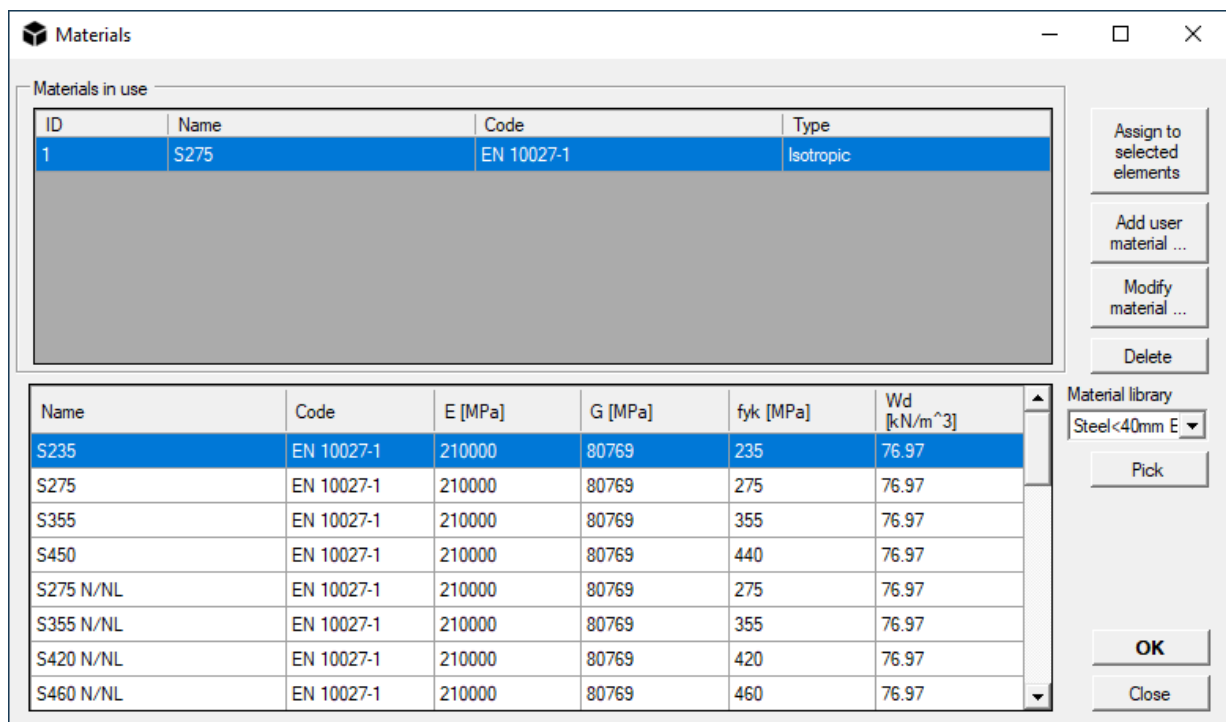 Materials
Materials in use
ID Name Code Type
1 S275 EN 10027-1 Isotropic
Assign to
selected
elements
Add user
material ...
Modify
material ...
Delete
Name Code E [MPa] G [MPa] fyk [MPa] Wd
[kN/m^3]
S235 EN 10027-1 210000 80769 235 76.97
S275 EN 10027-1 210000 80769 275 76.97
S355 EN 10027-1 210000 80769 355 76.97
S450 EN 10027-1 210000 80769 440 76.97
S275 N/NL EN 10027-1 210000 80769 275 76.97
S355 N/NL EN 10027-1 210000 80769 355 76.97
S420 N/NL EN 10027-1 210000 80769 420 76.97
S460 N/NL EN 10027-1 210000 80769 460 76.97
Material library
Steel<40mm E
Pick
OK
Close